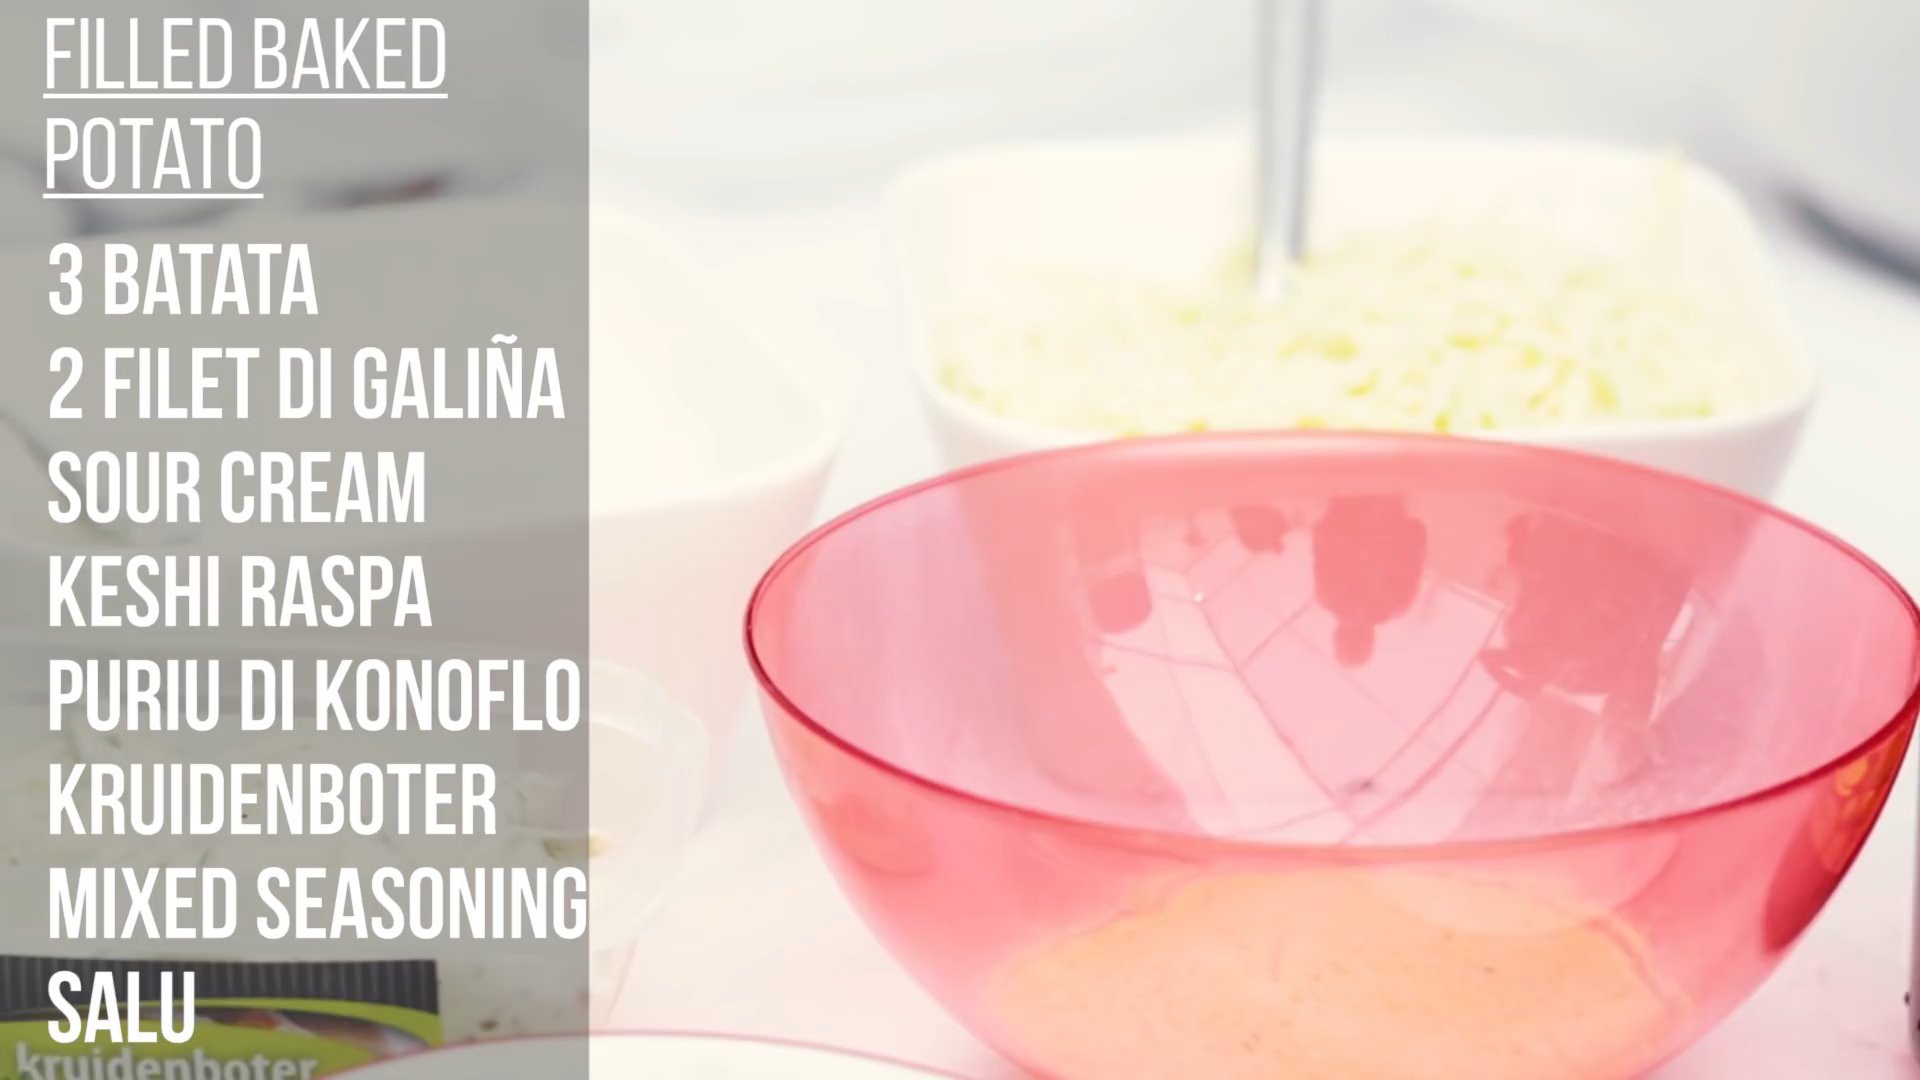 FILLED BAKED
POTATO
3 BATATA
2 FILET DI GALIÑA
SOUR CREAM
KESHI RASPA
PURIU DI KONOFLO
KRUIDENBOTER
MIXED SEASONING
SALU
kruidenboter